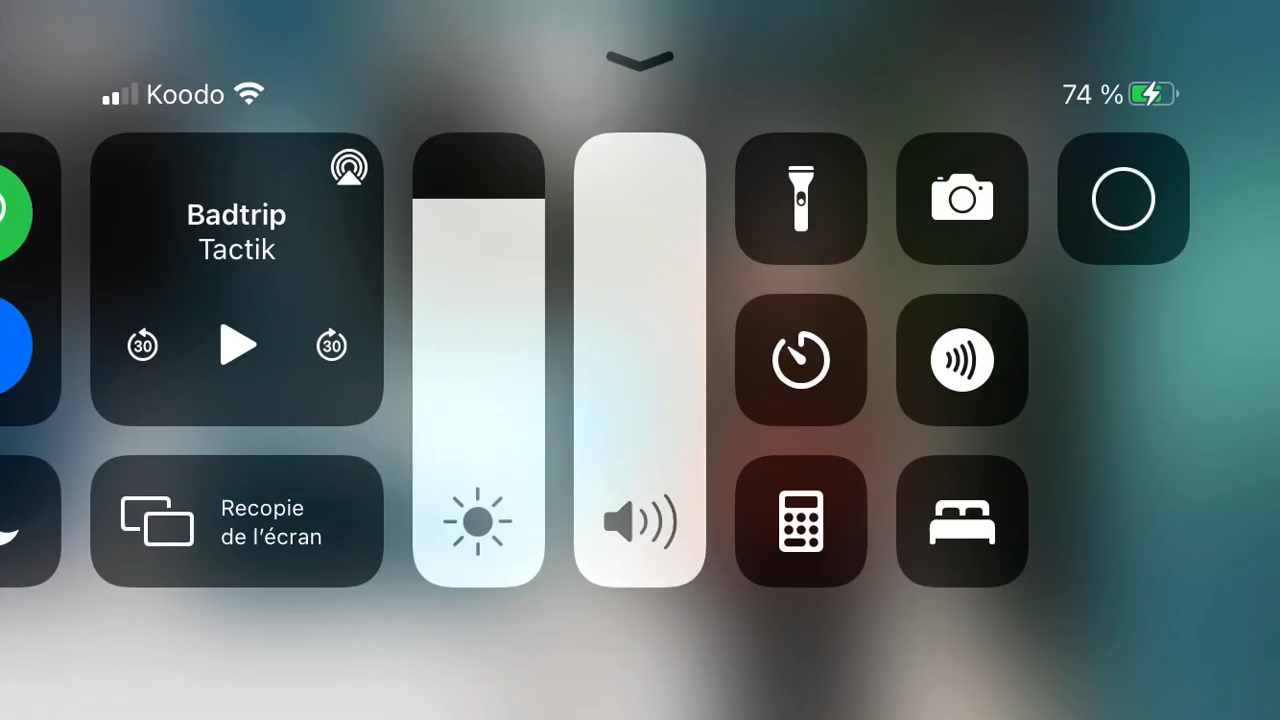 Koodo
74 %
Badtrip
Tactik
30
30
Recopie
de l’écran